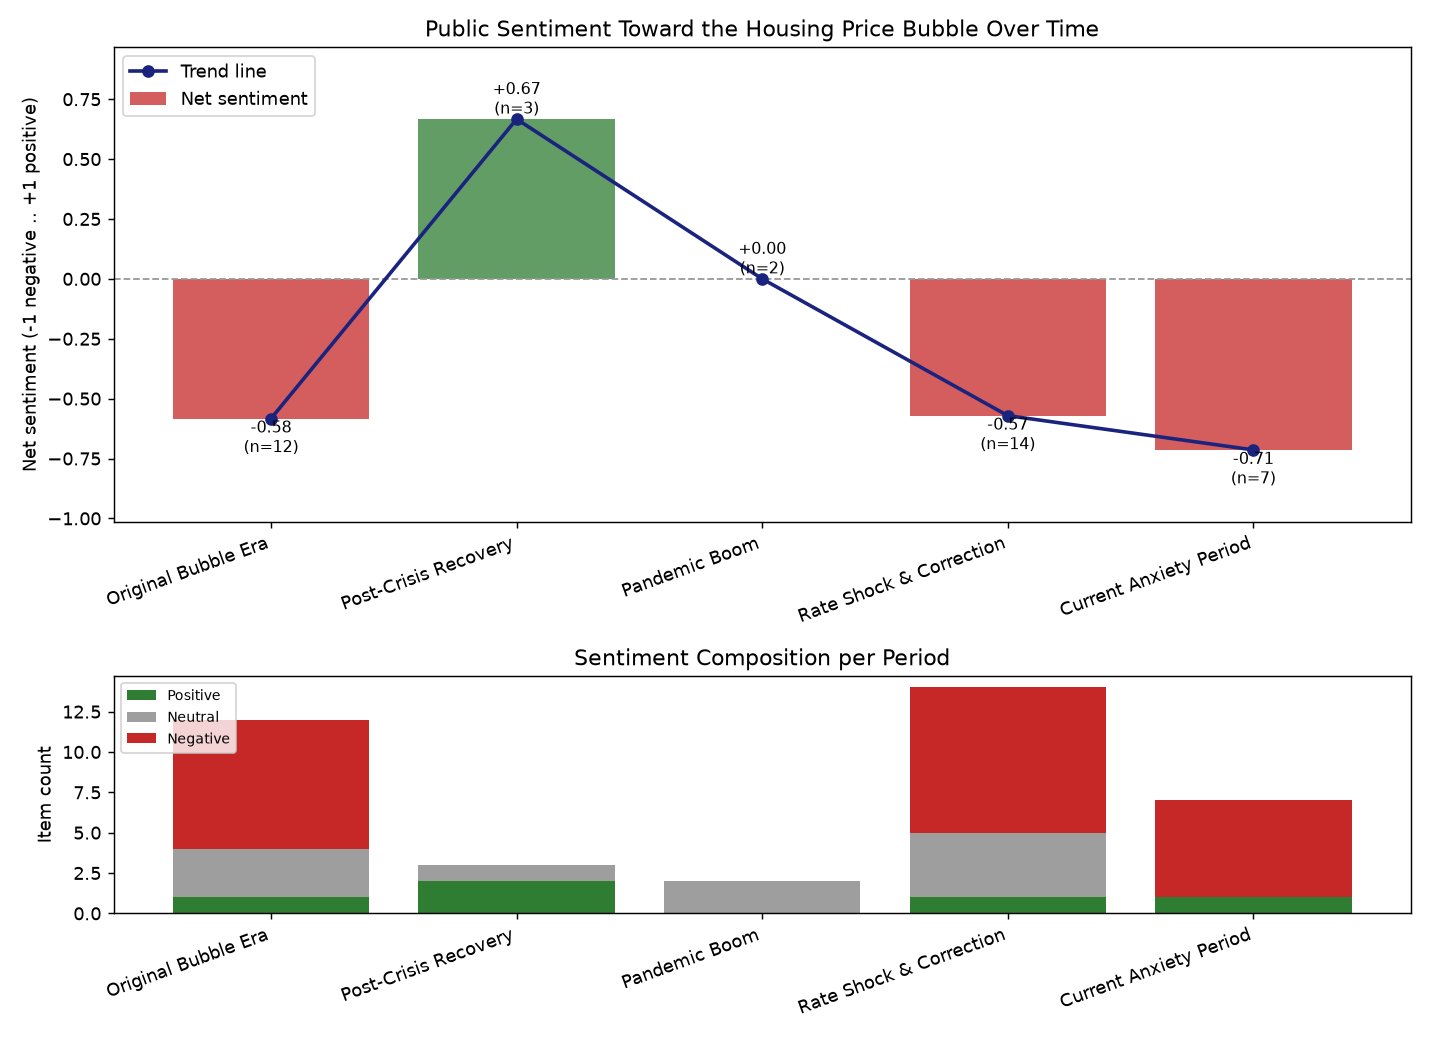 Public Sentiment Toward the Housing Price Bubble Over Time
Net sentiment (-1 negative .. +1 positive)
Trend line
Net sentiment
0.75
0.50
0.25
0.00
−0.25
−0.50
−0.75
−1.00
-0.58
(n=12)
+0.67
(n=3)
+0.00
(n=2)
-0.57
(n=14)
-0.71
(n=7)
Original Bubble Era
Post-Crisis Recovery
Pandemic Boom
Rate Shock & Correction
Current Anxiety Period
Sentiment Composition per Period
Item count
Positive
Neutral
Negative
12.5
10.0
7.5
5.0
2.5
0.0
Original Bubble Era
Post-Crisis Recovery
Pandemic Boom
Rate Shock & Correction
Current Anxiety Period